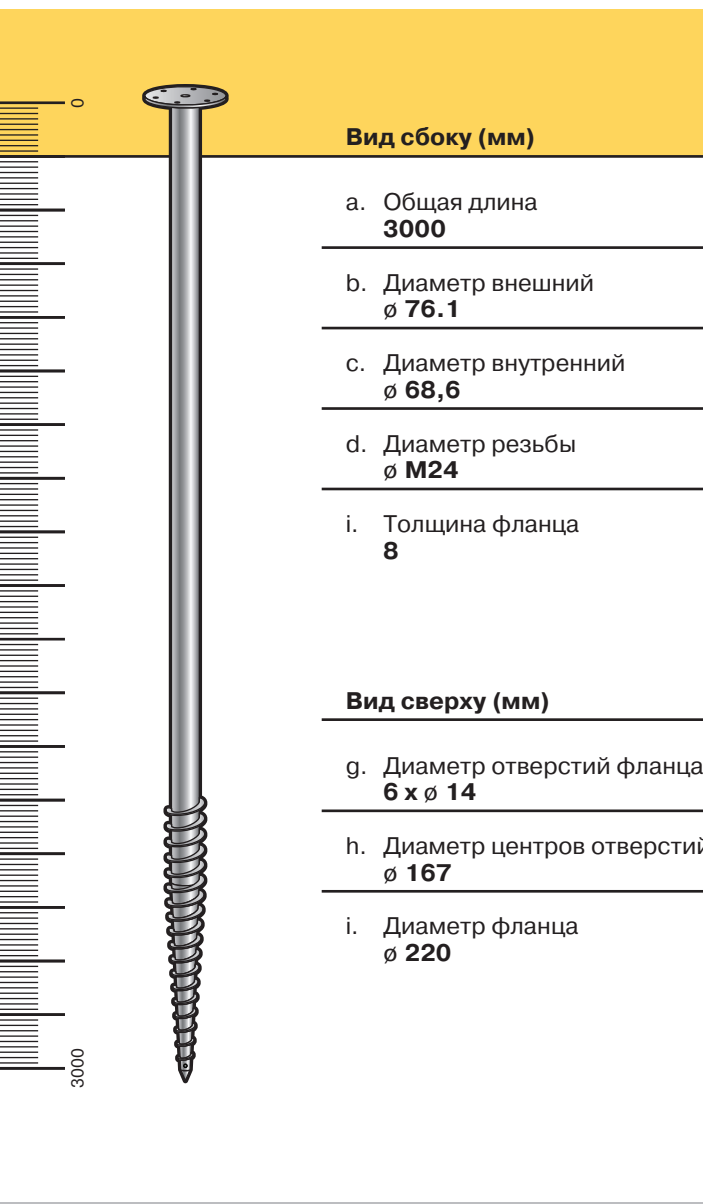 0
Вид сбоку (мм)
a. Общая длина
3000
b. Диаметр внешний
ø 76.1
c. Диаметр внутренний
ø 68,6
d. Диаметр резьбы
ø M24
i. Толщина фланца
8
Вид сверху (мм)
g. Диаметр отверстий фланца
6 x ø 14
h. Диаметр центров отверстий
ø 167
i. Диаметр фланца
ø 220
3000